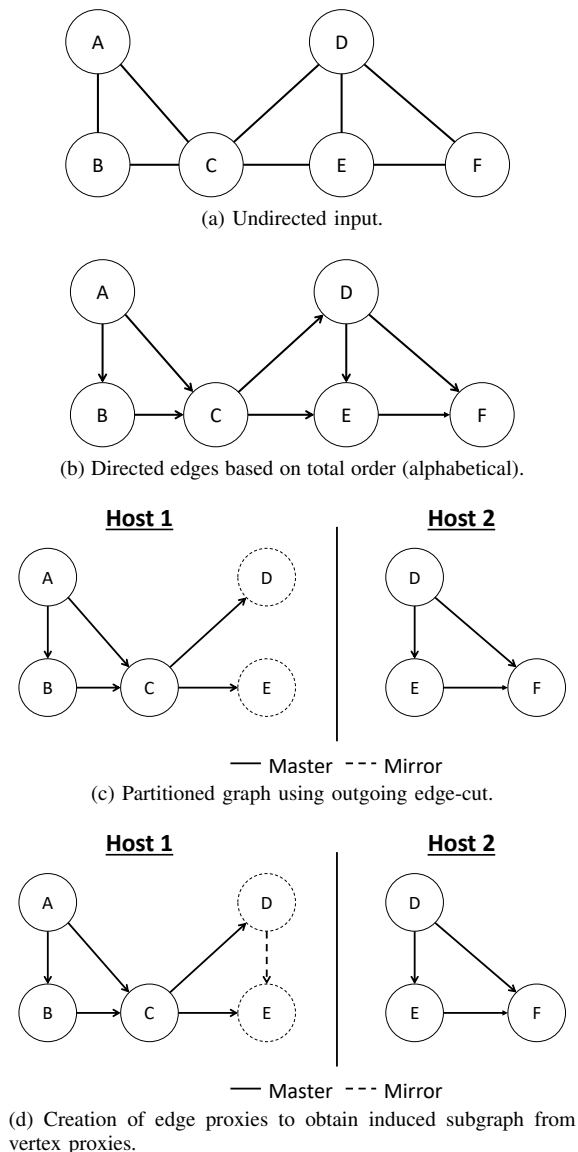 A
D
B
C
E
F
(a) Undirected input.
A
D
B
C
E
F
(b) Directed edges based on total order (alphabetical).
Host 1
Host 2
A
D
D
B
C
E
E
F
Master
Mirror
(c) Partitioned graph using outgoing edge-cut.
Host 1
Host 2
A
D
D
B
C
E
E
F
Master
Mirror
(d) Creation of edge proxies to obtain induced subgraph from
vertex proxies.